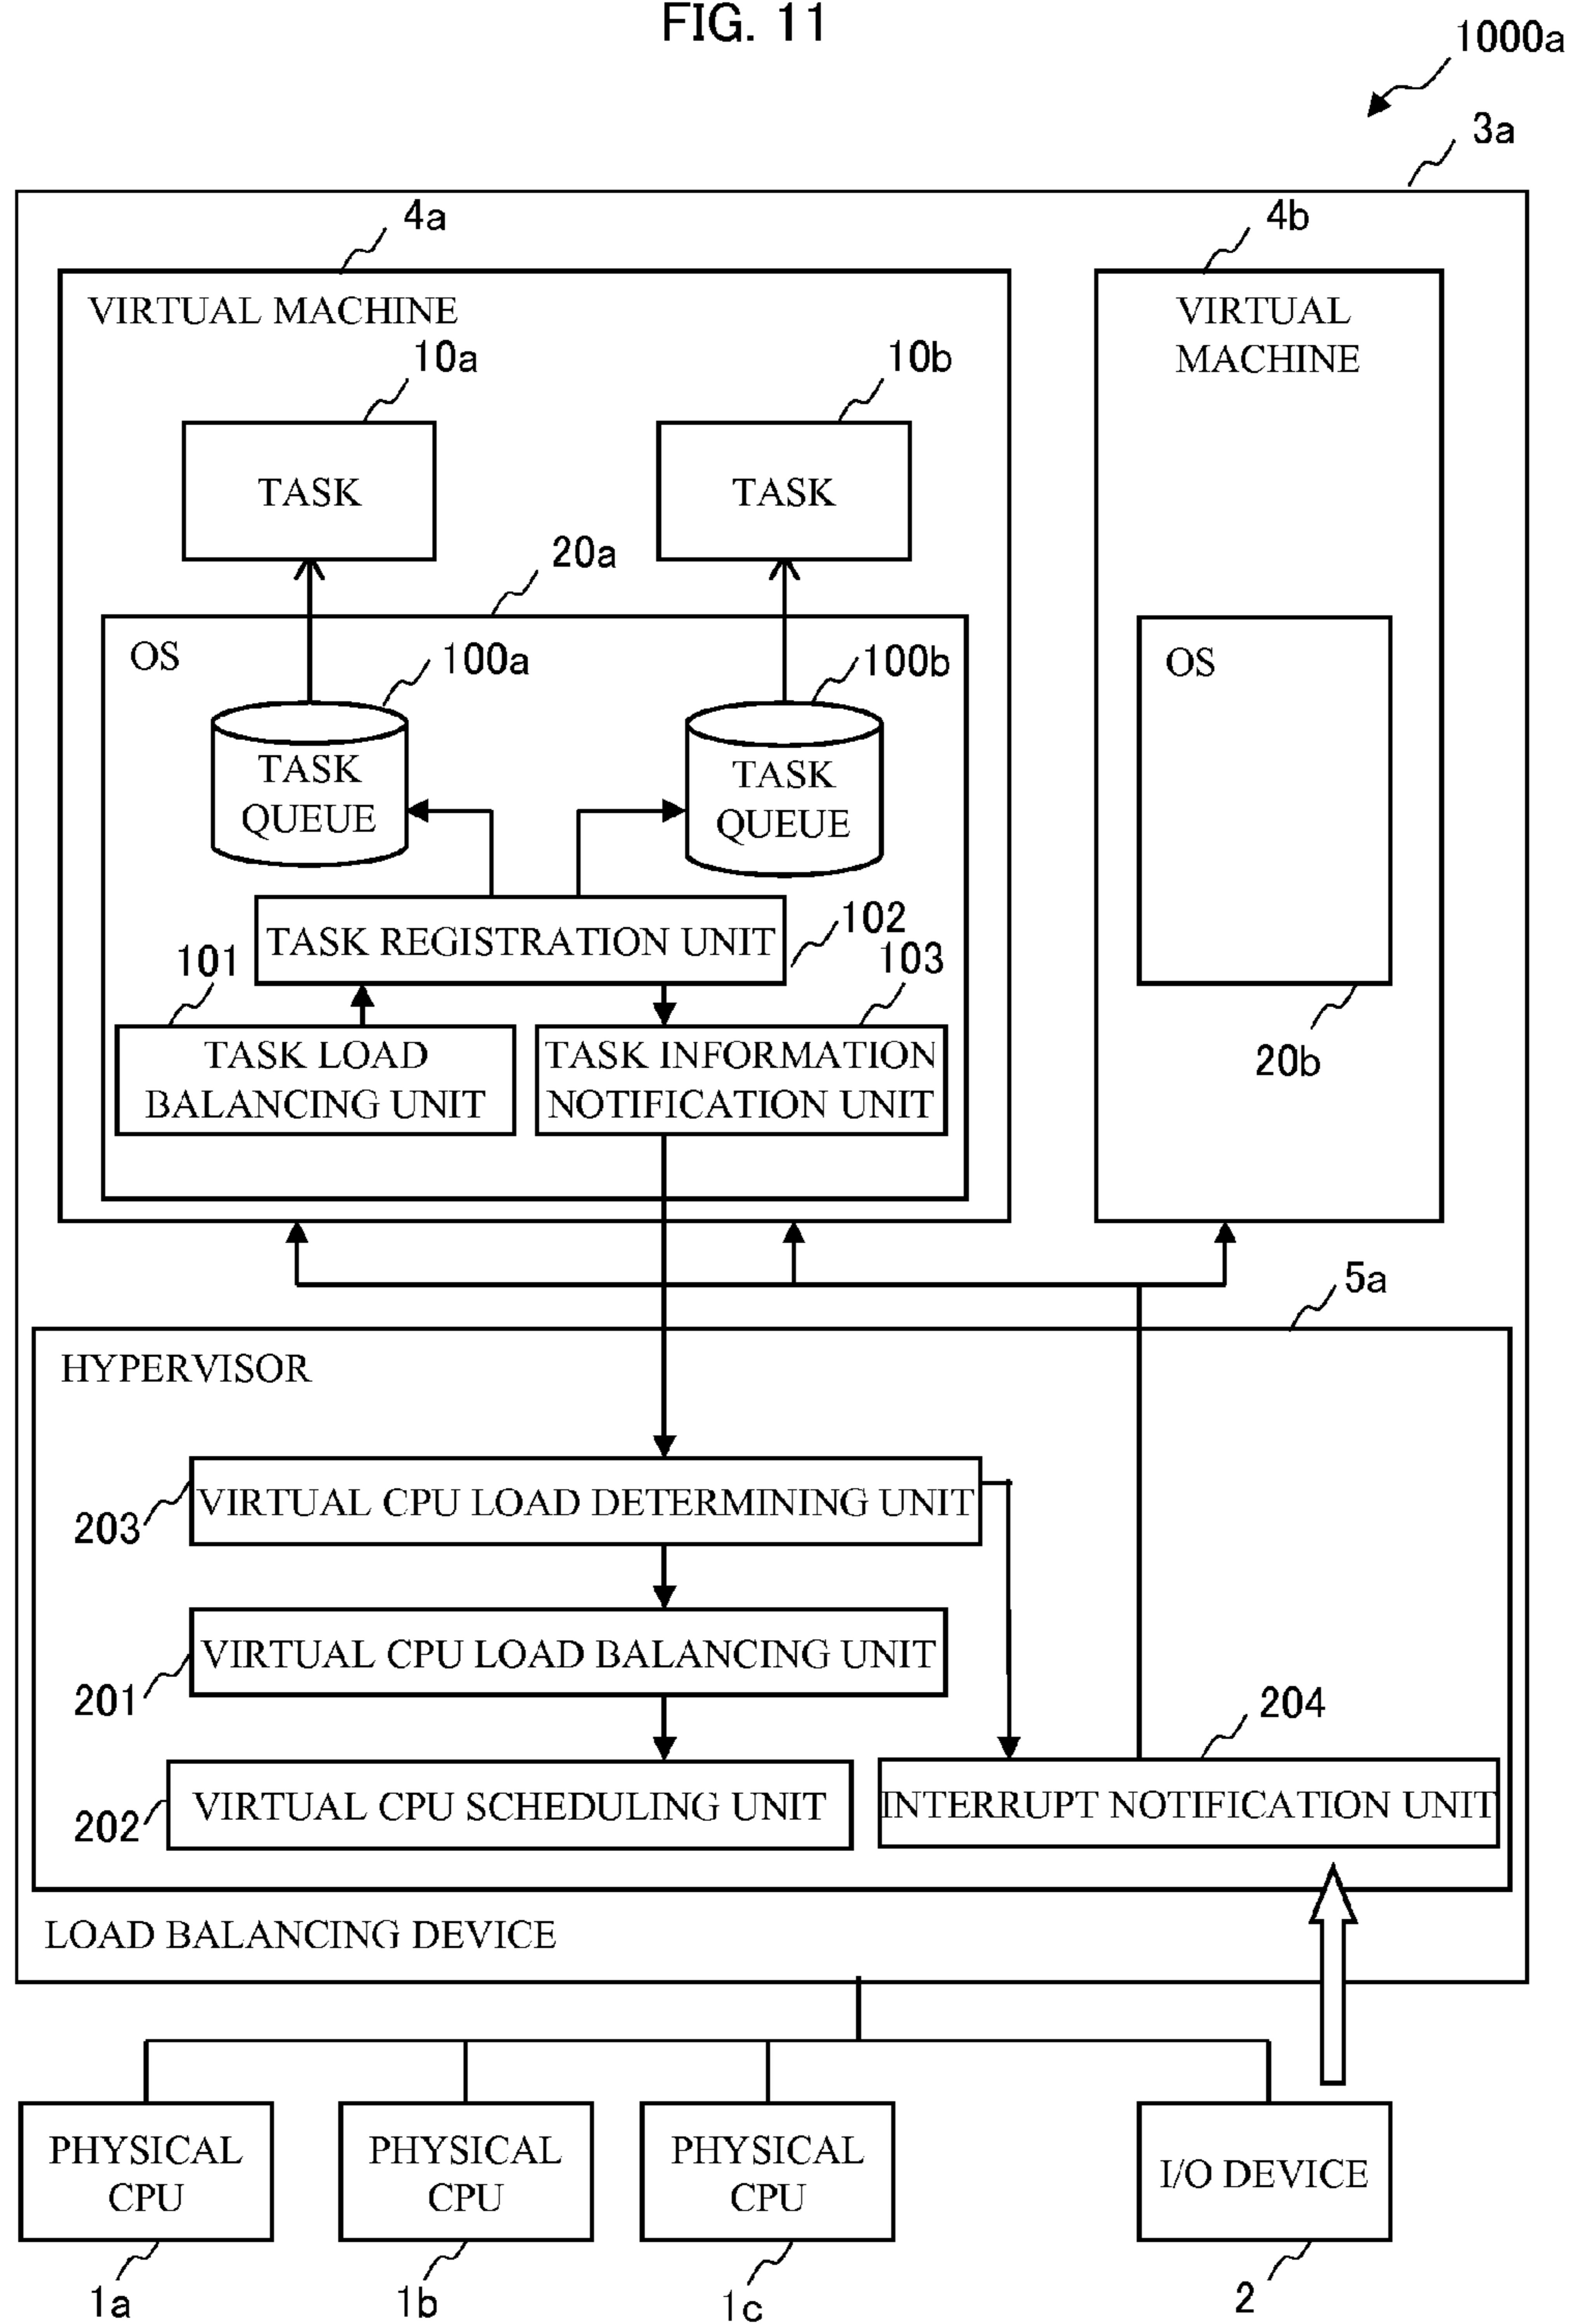 FIG. 11
1000a
3a
4a
4b
VIRTUAL MACHINE
VIRTUAL
MACHINE
10a
10b
TASK
TASK
20a
OS
100a
100b
OS
TASK
QUEUE
TASK
QUEUE
TASK REGISTRATION UNIT
102
101
103
TASK LOAD
BALANCING UNIT
TASK INFORMATION
NOTIFICATION UNIT
20b
5a
HYPERVISOR
VIRTUAL CPU LOAD DETERMINING UNIT
203
VIRTUAL CPU LOAD BALANCING UNIT
201
204
VIRTUAL CPU SCHEDULING UNIT
202
INTERRUPT NOTIFICATION UNIT
LOAD BALANCING DEVICE
PHYSICAL
CPU
PHYSICAL
CPU
PHYSICAL
CPU
I/O DEVICE
1a
1b
1c
2